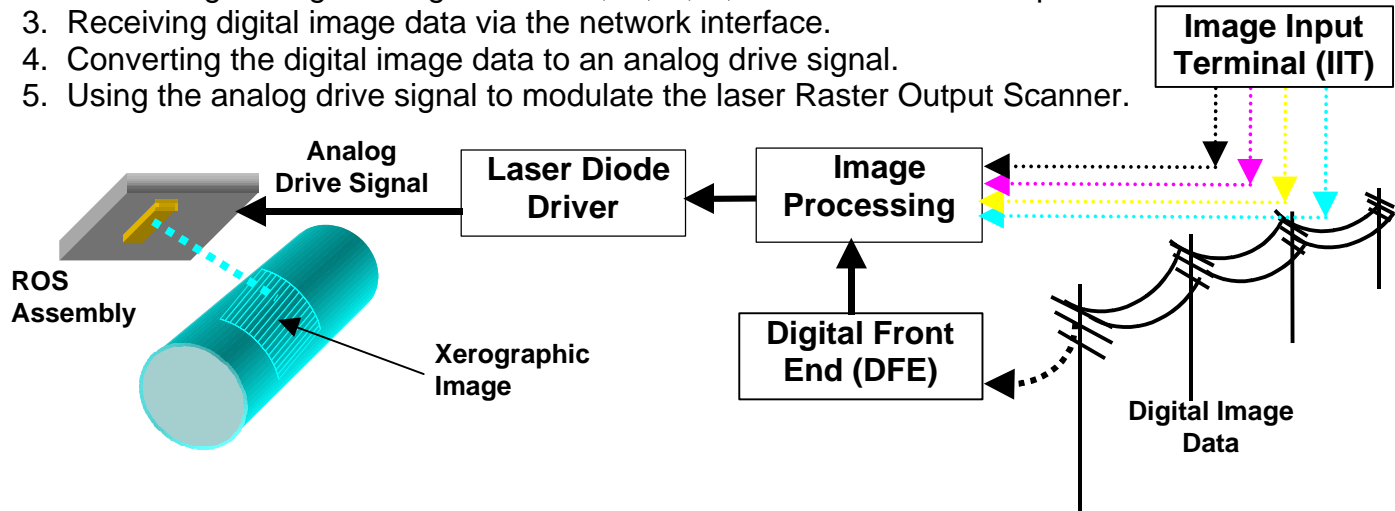 3. Receiving digital image data via the network interface.
4. Converting the digital image data to an analog drive signal.
5. Using the analog drive signal to modulate the laser Raster Output Scanner.
Image Input
Terminal (IIT)
Analog
Drive Signal
Laser Diode
Driver
Image
Processing
ROS
Assembly
Xerographic
Image
Digital Front
End (DFE)
Digital Image
Data